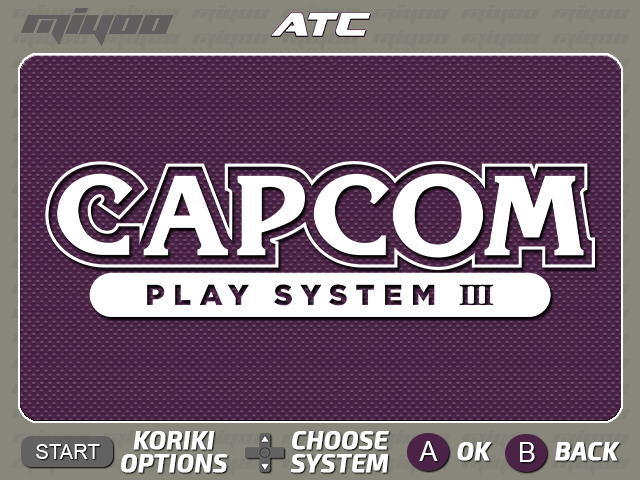 miyoo
ATC
CAPCOM
PLAY SYSTEM III
START
KORIKI
OPTIONS
CHOOSE
SYSTEM
A
OK
B
BACK